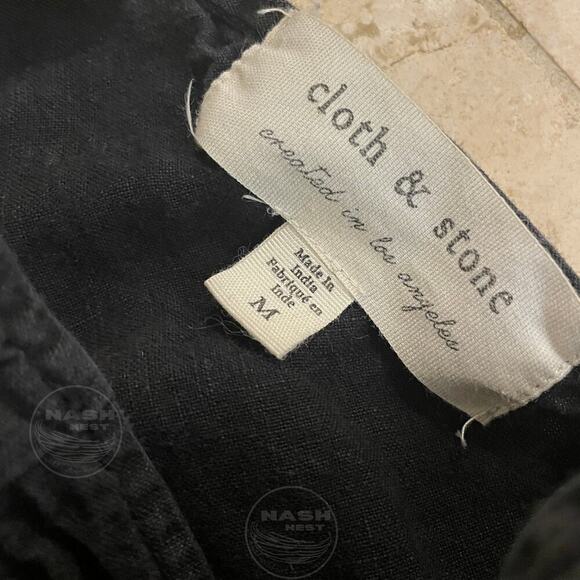 cloth & stone
created in los angeles
Made In
India
Fabriqué en
Inde
M
NASH
NEST
NASH
NEST